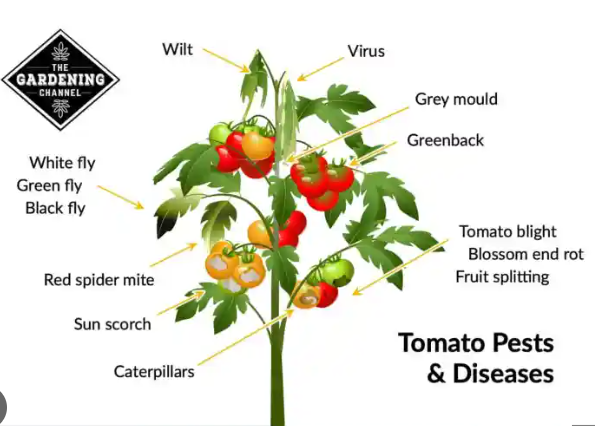 THE
GARDENING
CHANNEL
Wilt
Virus
Grey mould
Greenback
White fly
Green fly
Black fly
Tomato blight
Blossom end rot
Fruit splitting
Red spider mite
Sun scorch
Caterpillars
Tomato Pests
& Diseases